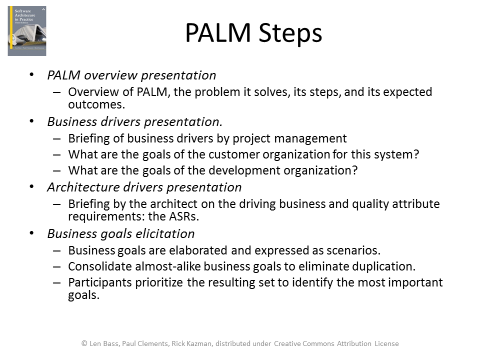 Software
Architecture
in Practice
PALM Steps
• PALM overview presentation
– Overview of PALM, the problem it solves, its steps, and its expected
outcomes.
• Business drivers presentation.
– Briefing of business drivers by project management
– What are the goals of the customer organization for this system?
– What are the goals of the development organization?
• Architecture drivers presentation
– Briefing by the architect on the driving business and quality attribute
requirements: the ASRs.
• Business goals elicitation
– Business goals are elaborated and expressed as scenarios.
– Consolidate almost-alike business goals to eliminate duplication.
– Participants prioritize the resulting set to identify the most important
goals.
© Len Bass, Paul Clements, Rick Kazman, distributed under Creative Commons Attribution License